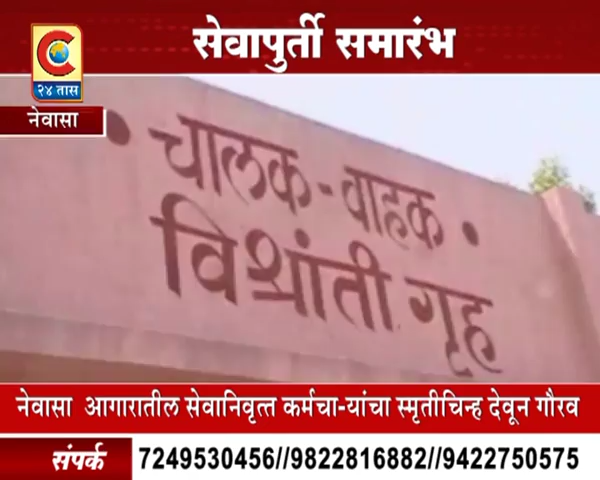 सेवापुर्ती समारंभ
C
२४ तास
नेवासा
चालक - वाहक
विश्रांती गृह
नेवासा आगारातील सेवानिवृत्त कर्मचा-यांचा स्मृतीचिन्ह देवून गौरव
संपर्क 7249530456//9822816882//9422750575